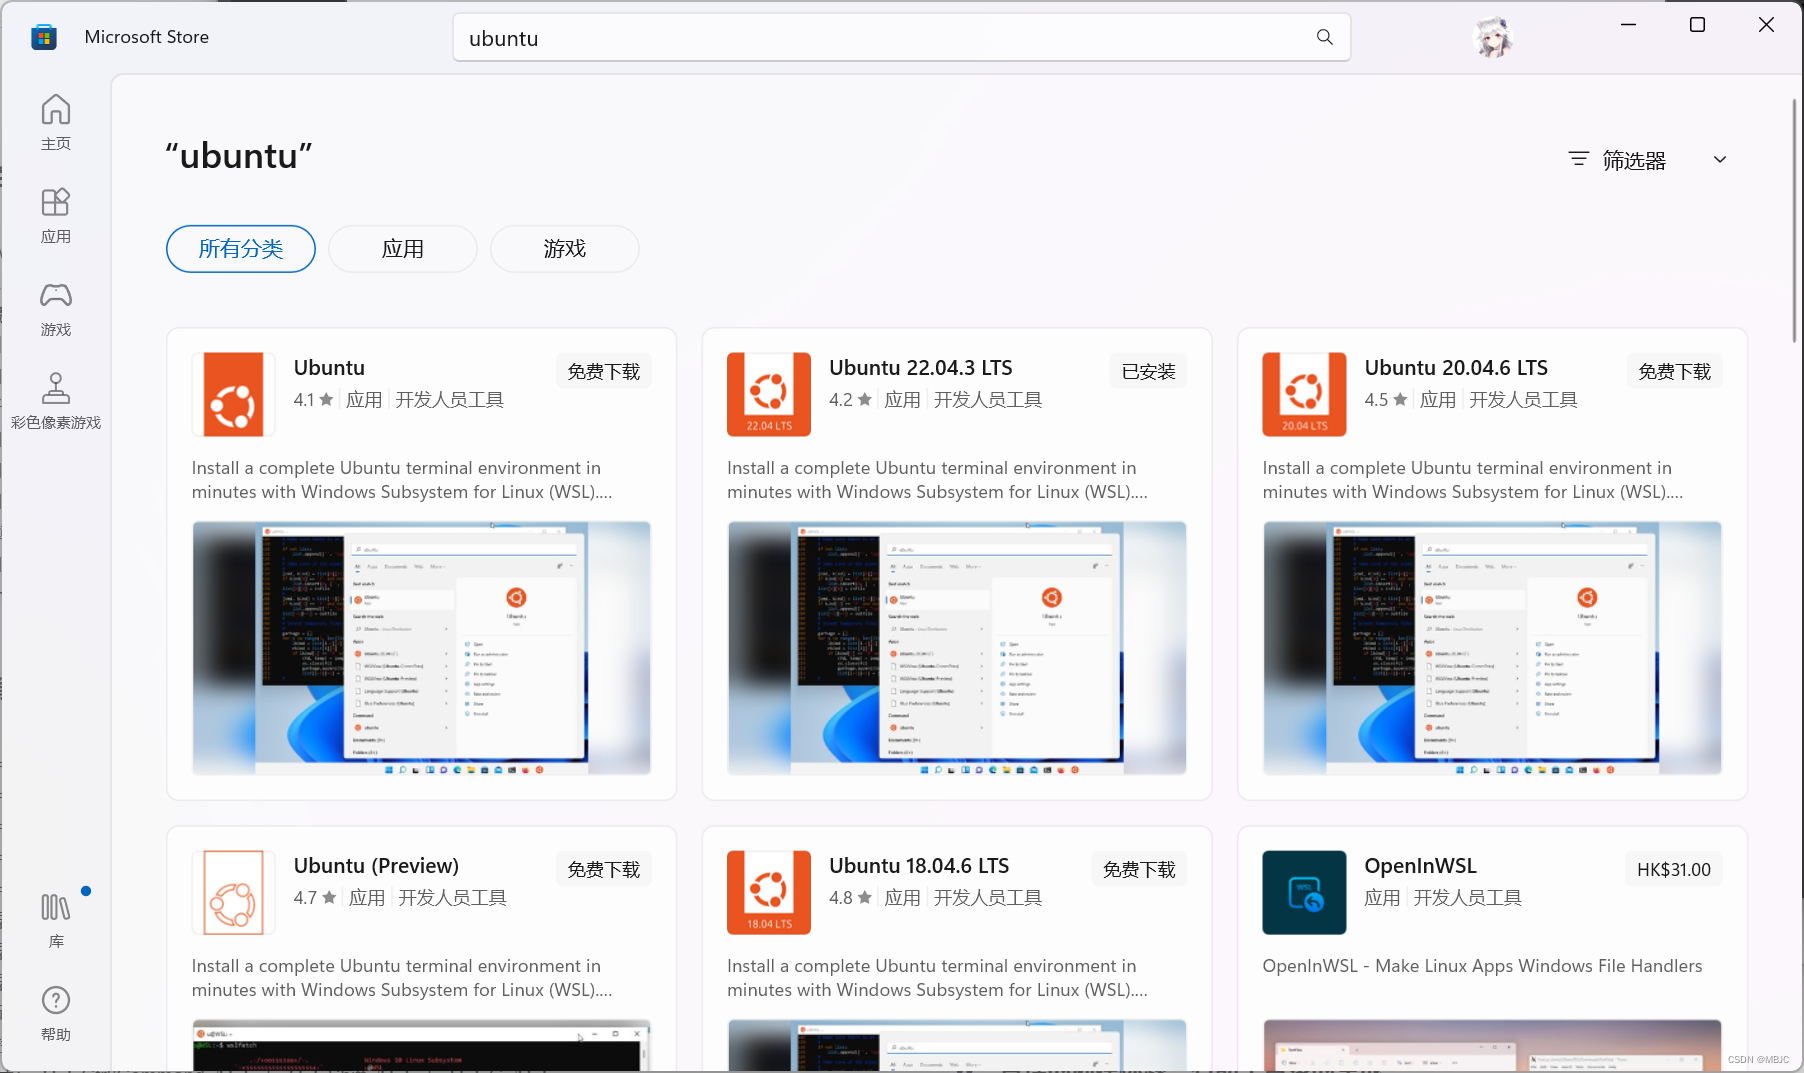 Microsoft Store
ubuntu
主页
应用
游戏
彩色像素游戏
库
帮助
“ubuntu”
筛选器
所有分类
应用
游戏
Ubuntu
免费下载
4.1 ★ 应用 开发人员工具
Install a complete Ubuntu terminal environment in
minutes with Windows Subsystem for Linux (WSL)....
Ubuntu 22.04.3 LTS
已安装
22.04 LTS
4.2 ★ 应用 开发人员工具
Install a complete Ubuntu terminal environment in
minutes with Windows Subsystem for Linux (WSL)....
Ubuntu 20.04.6 LTS
免费下载
20.04 LTS
4.5 ★ 应用 开发人员工具
Install a complete Ubuntu terminal environment in
minutes with Windows Subsystem for Linux (WSL)....
Ubuntu (Preview)
免费下载
4.7 ★ 应用 开发人员工具
Install a complete Ubuntu terminal environment in
minutes with Windows Subsystem for Linux (WSL)....
Ubuntu 18.04.6 LTS
免费下载
18.04 LTS
4.8 ★ 应用 开发人员工具
Install a complete Ubuntu terminal environment in
minutes with Windows Subsystem for Linux (WSL)....
OpenInWSL
HK$31.00
WSL
应用 开发人员工具
OpenInWSL - Make Linux Apps Windows File Handlers
Windows 10 Linux Subsystem
CSDN @MBJC